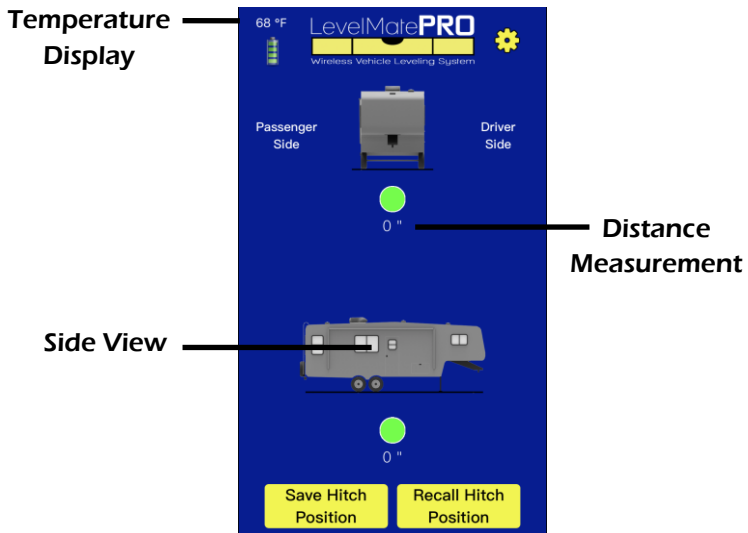 Temperature
Display
68 °F
LevelMatePRO
Wireless Vehicle Leveling System
Passenger
Side
Driver
Side
0 "
Distance
Measurement
Side View
0 "
Save Hitch
Position
Recall Hitch
Position